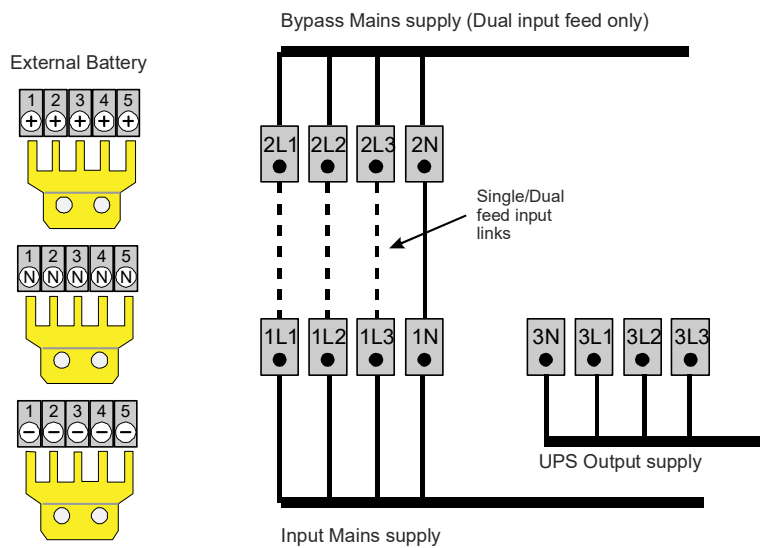 Bypass Mains supply (Dual input feed only)
External Battery
1 2 3 4 5
+ + + + +
2L1 2L2 2L3 2N
Single/Dual
feed input
links
1 2 3 4 5
N N N N N
1L1 1L2 1L3 1N
3N 3L1 3L2 3L3
1 2 3 4 5
− − − − −
UPS Output supply
Input Mains supply